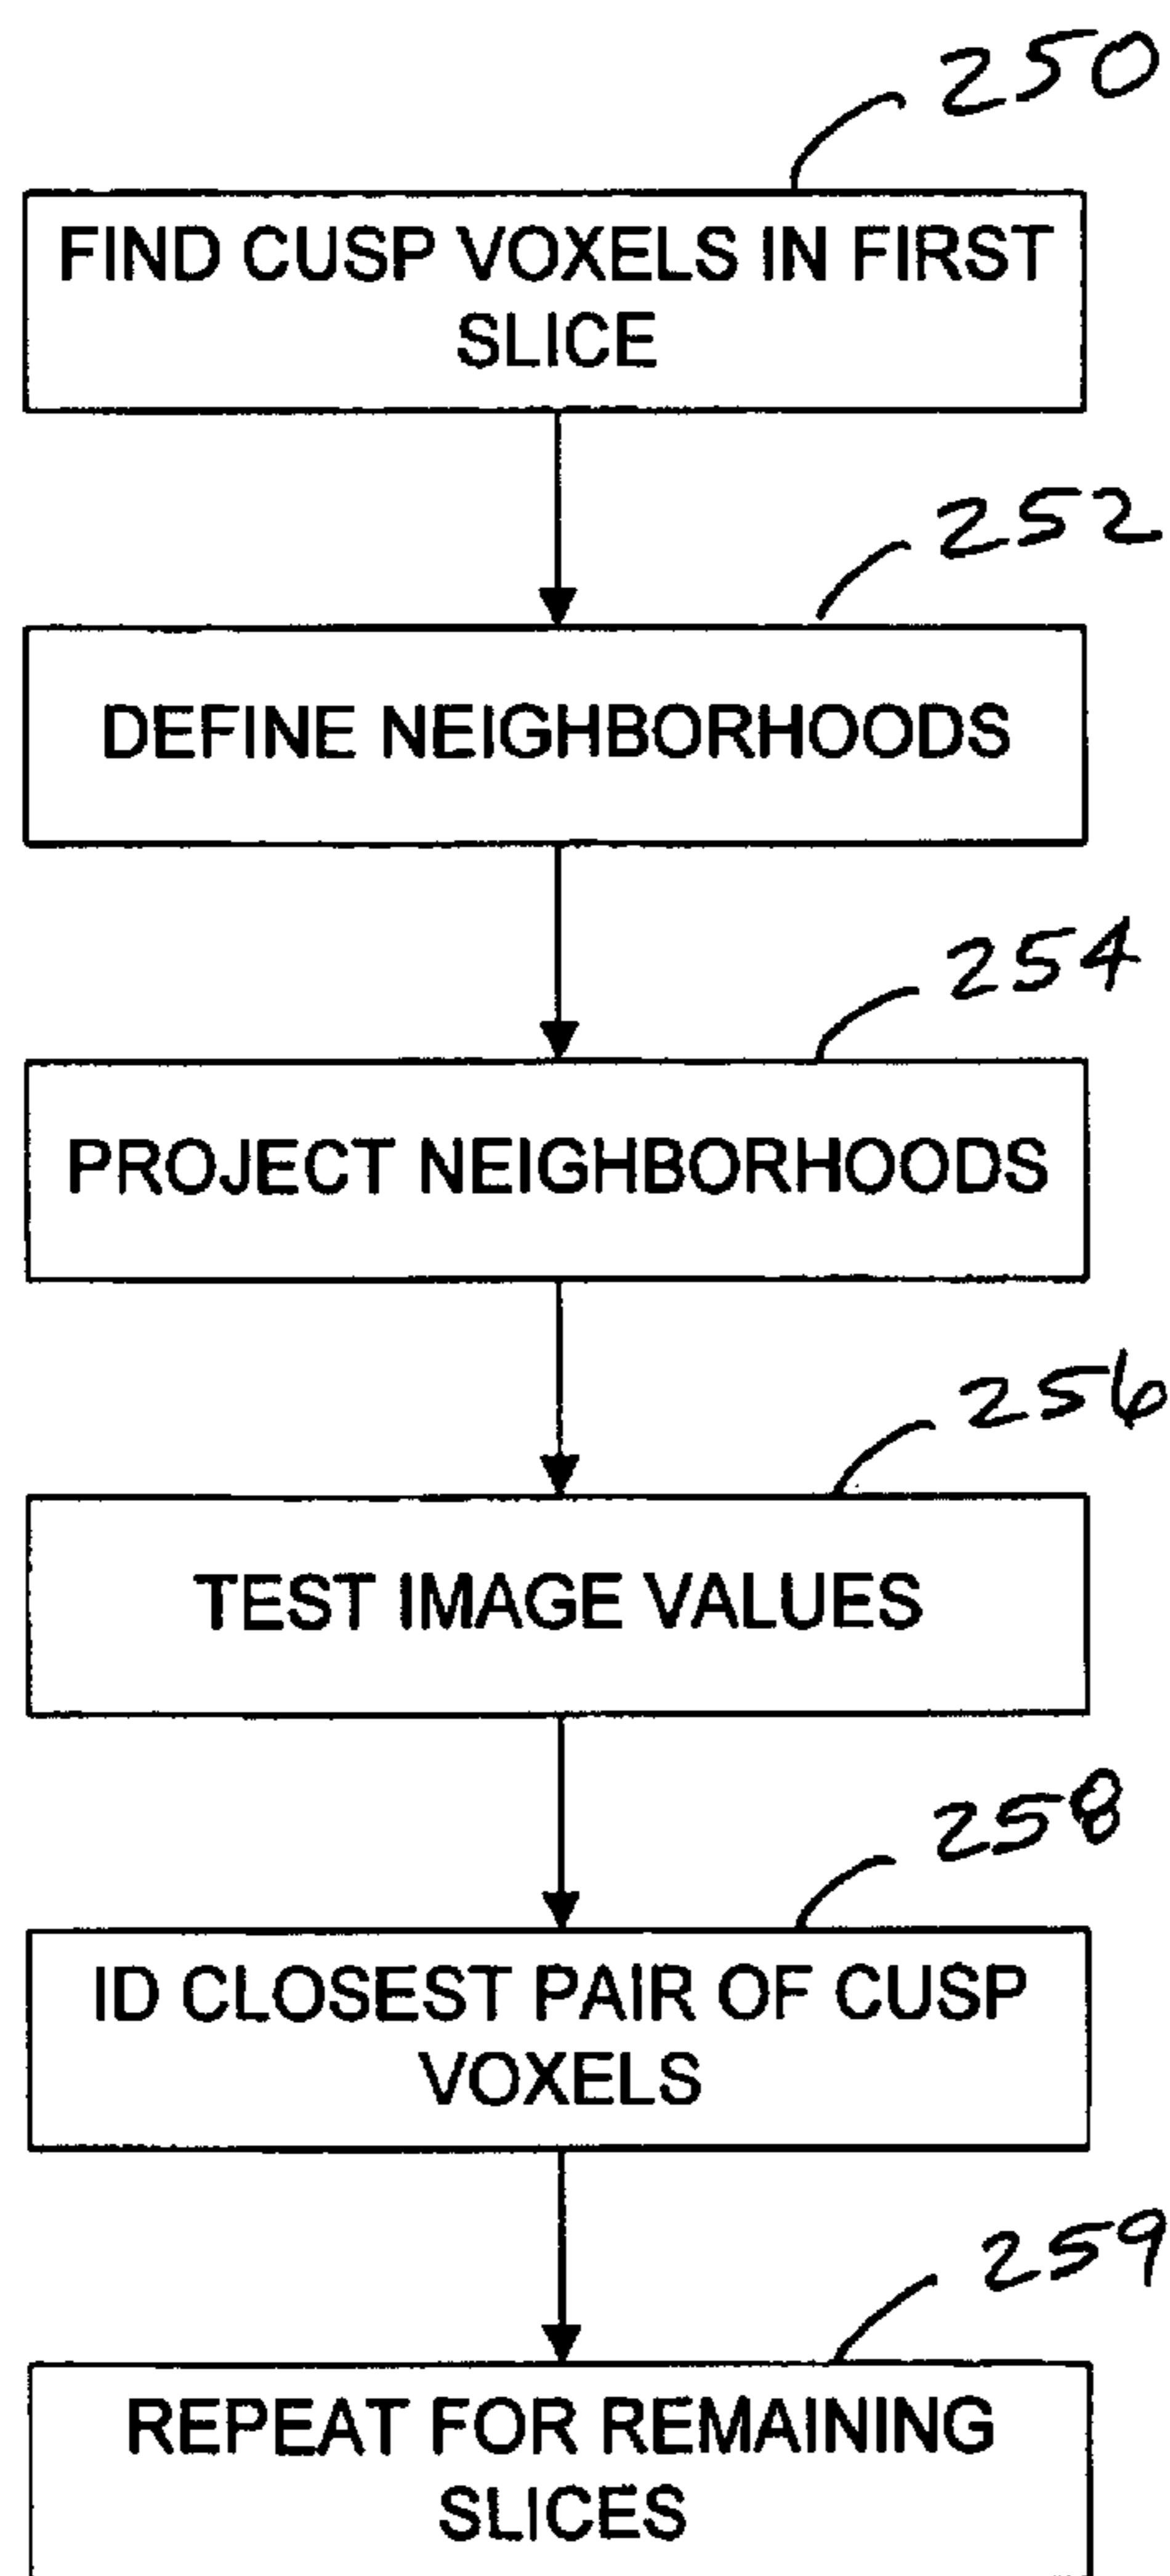 250
FIND CUSP VOXELS IN FIRST
SLICE
252
DEFINE NEIGHBORHOODS
254
PROJECT NEIGHBORHOODS
256
TEST IMAGE VALUES
258
ID CLOSEST PAIR OF CUSP
VOXELS
259
REPEAT FOR REMAINING
SLICES